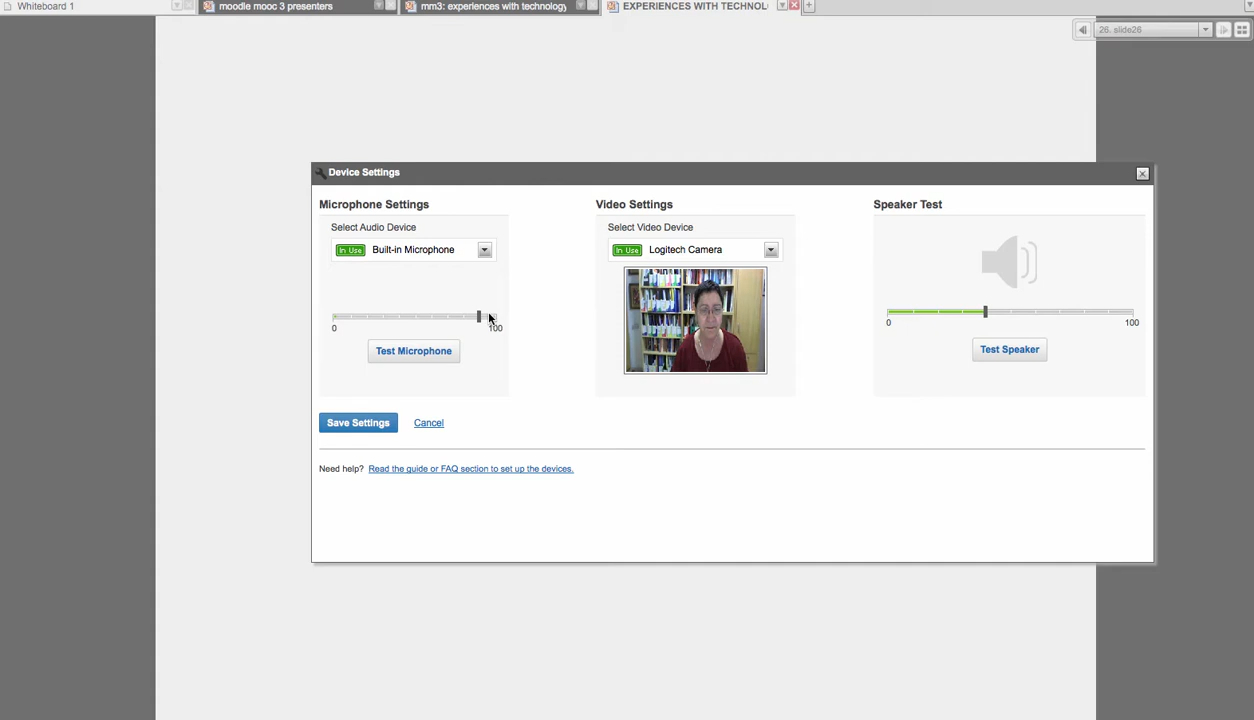 Whiteboard 1
moodle mooc 3 presenters
mm3: experiences with technology
EXPERIENCES WITH TECHNOL
26. slide26
Device Settings
Microphone Settings
Select Audio Device
In Use Built-in Microphone
0 100
Test Microphone
Video Settings
Select Video Device
In Use Logitech Camera
Speaker Test
0 100
Test Speaker
Save Settings Cancel
Need help? Read the guide or FAQ section to set up the devices.